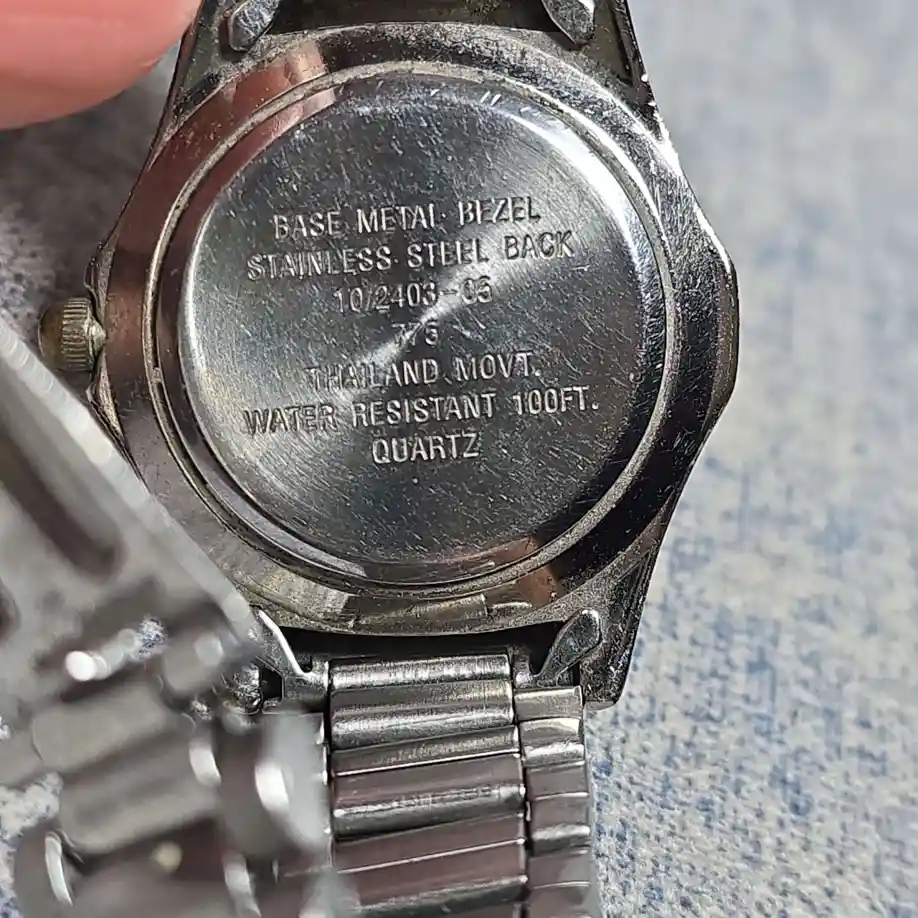 BASE METAL BEZEL
STAINLESS STEEL BACK
10/2403-05
775
THAILAND MOVT.
WATER RESISTANT 100FT.
QUARTZ